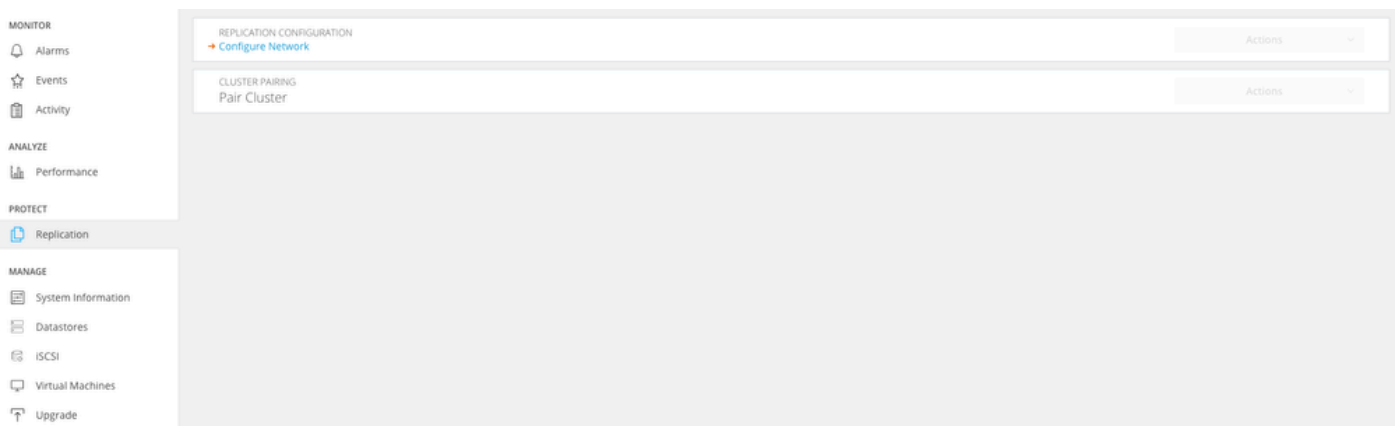 MONITOR
Alarms
Events
Activity
ANALYZE
Performance
PROTECT
Replication
MANAGE
System Information
Datastores
iSCSI
Virtual Machines
Upgrade
REPLICATION CONFIGURATION
Configure Network
Actions
CLUSTER PAIRING
Pair Cluster
Actions